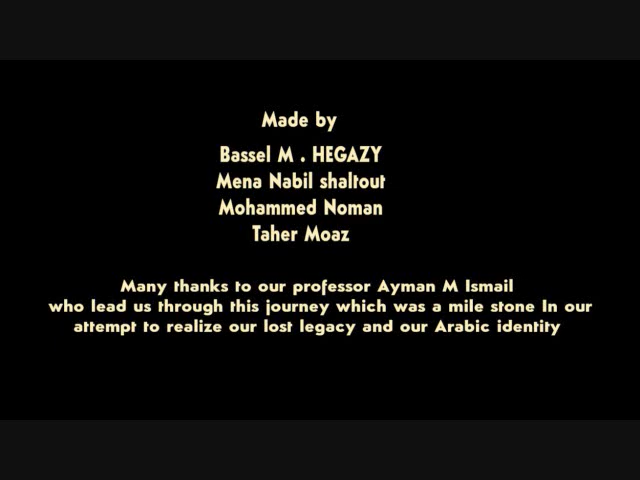 Made by
Bassel M . HEGAZY
Mena Nabil shaltout
Mohammed Noman
Taher Moaz
Many thanks to our professor Ayman M Ismail
who lead us through this journey which was a mile stone In our
attempt to realize our lost legacy and our Arabic identity